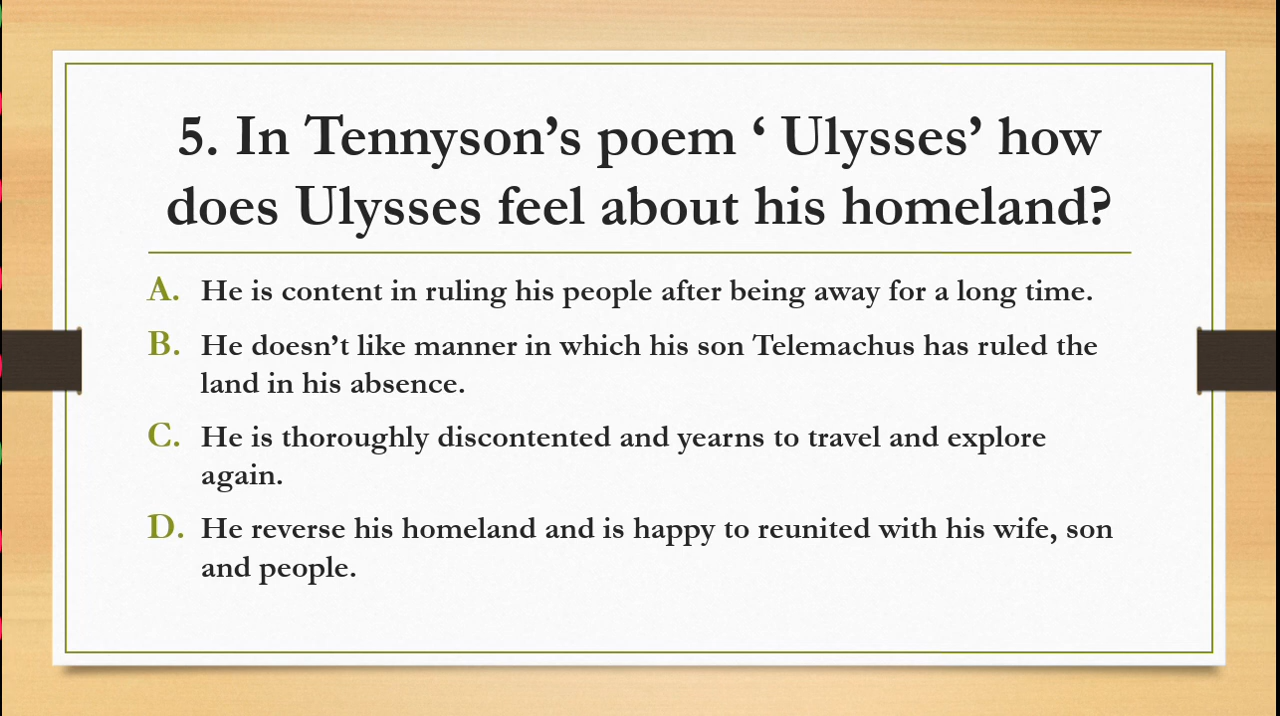 5. In Tennyson’s poem ‘ Ulysses’ how
does Ulysses feel about his homeland?
A. He is content in ruling his people after being away for a long time.
B. He doesn’t like manner in which his son Telemachus has ruled the
land in his absence.
C. He is thoroughly discontented and yearns to travel and explore
again.
D. He reverse his homeland and is happy to reunited with his wife, son
and people.